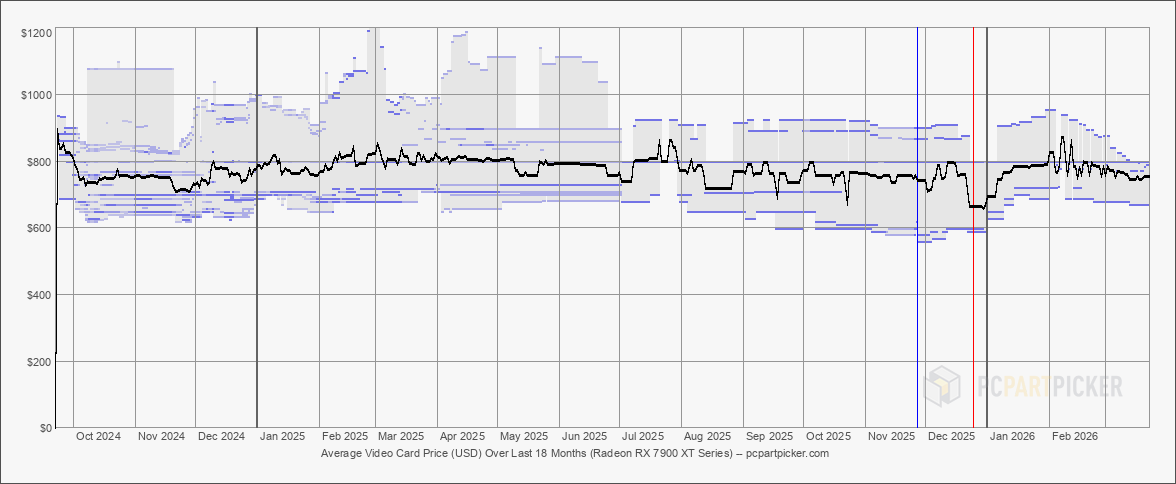 $1200
$1000
$800
$600
$400
$200
$0
PCPARTPICKER
Oct 2024 Nov 2024 Dec 2024 Jan 2025 Feb 2025 Mar 2025 Apr 2025 May 2025 Jun 2025 Jul 2025 Aug 2025 Sep 2025 Oct 2025 Nov 2025 Dec 2025 Jan 2026 Feb 2026
Average Video Card Price (USD) Over Last 18 Months (Radeon RX 7900 XT Series) -- pcpartpicker.com